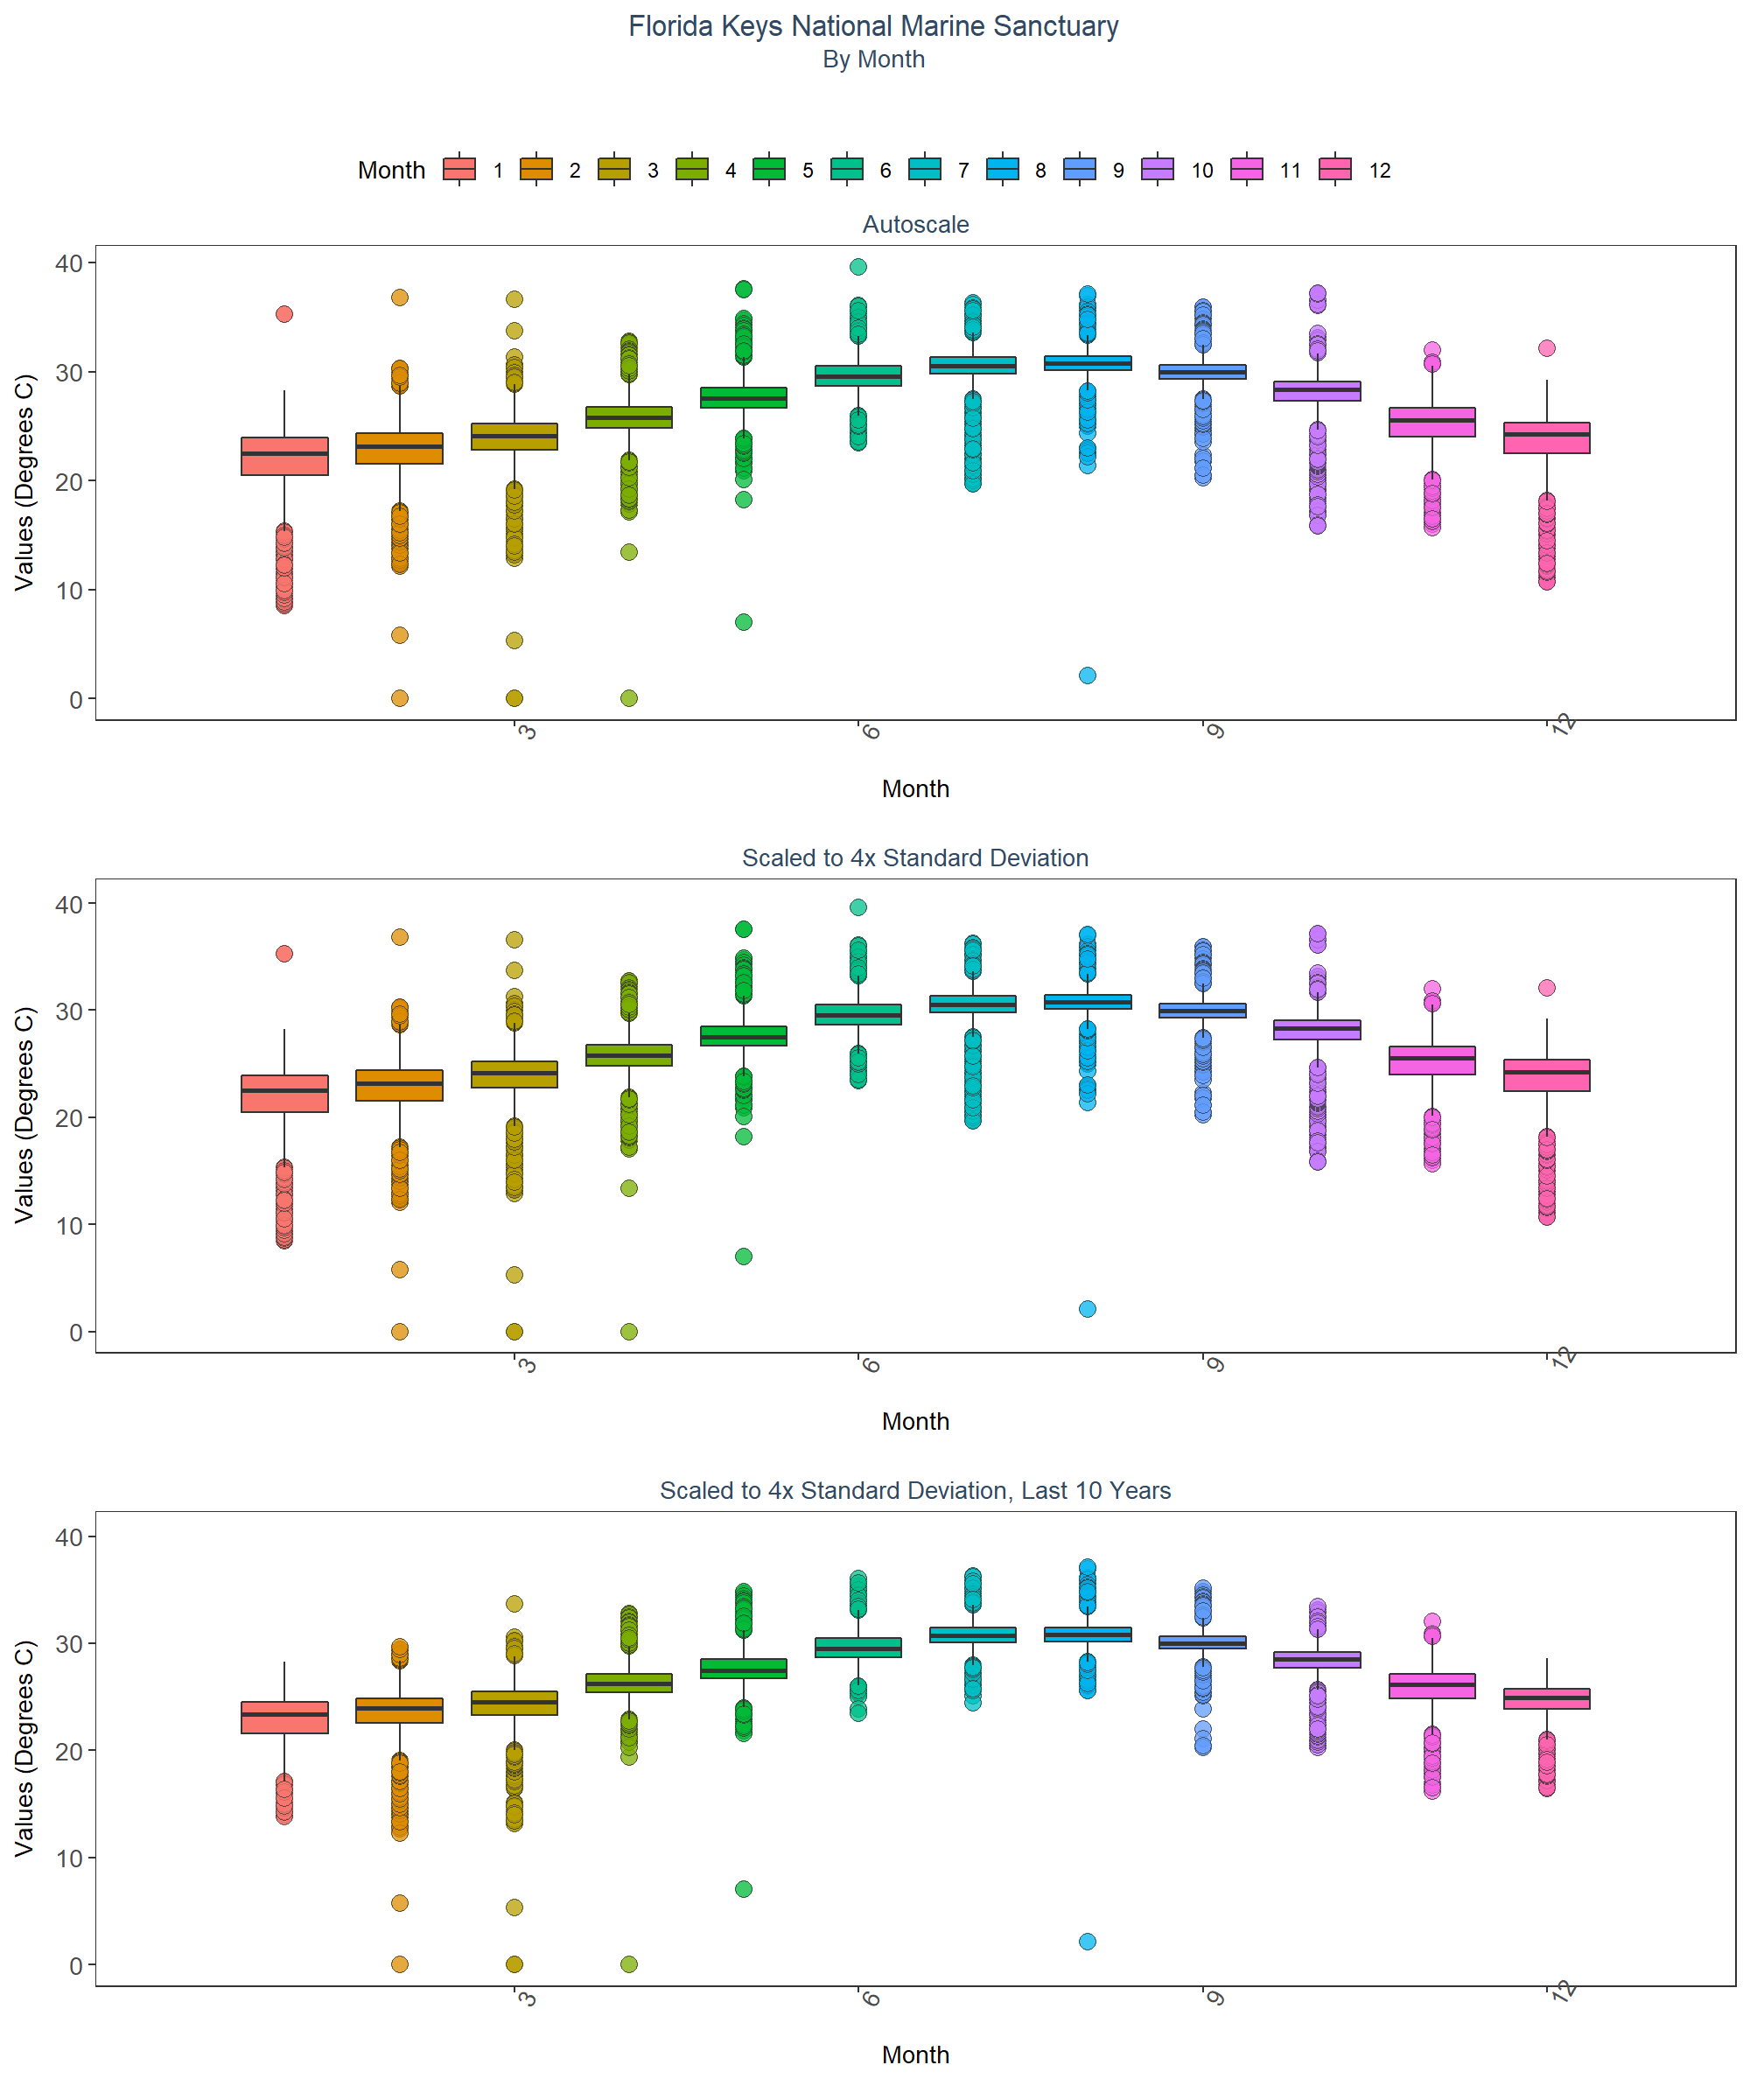 Florida Keys National Marine Sanctuary
By Month
Month 1 2 3 4 5 6 7 8 9 10 11 12
Autoscale
Values (Degrees C)
40
30
20
10
0
3 6 9 12
Month
Scaled to 4x Standard Deviation
Values (Degrees C)
40
30
20
10
0
3 6 9 12
Month
Scaled to 4x Standard Deviation, Last 10 Years
Values (Degrees C)
40
30
20
10
0
3 6 9 12
Month